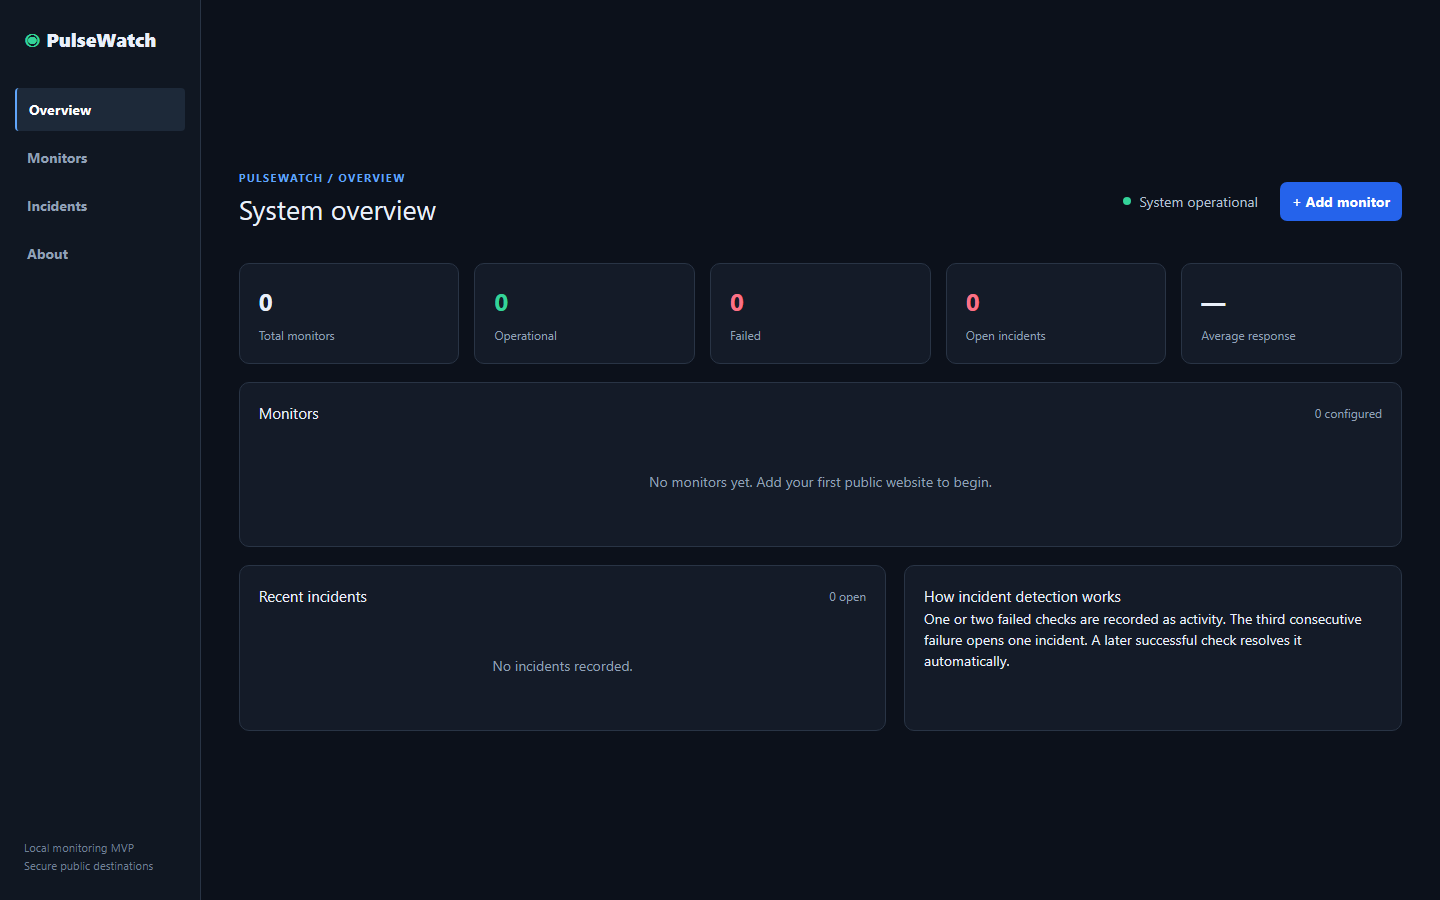 PulseWatch
Overview
Monitors
Incidents
About
Local monitoring MVP
Secure public destinations
PULSEWATCH / OVERVIEW
System overview
System operational
+ Add monitor
0
Total monitors
0
Operational
0
Failed
0
Open incidents
—
Average response
Monitors
0 configured
No monitors yet. Add your first public website to begin.
Recent incidents
0 open
No incidents recorded.
How incident detection works
One or two failed checks are recorded as activity. The third consecutive
failure opens one incident. A later successful check resolves it
automatically.